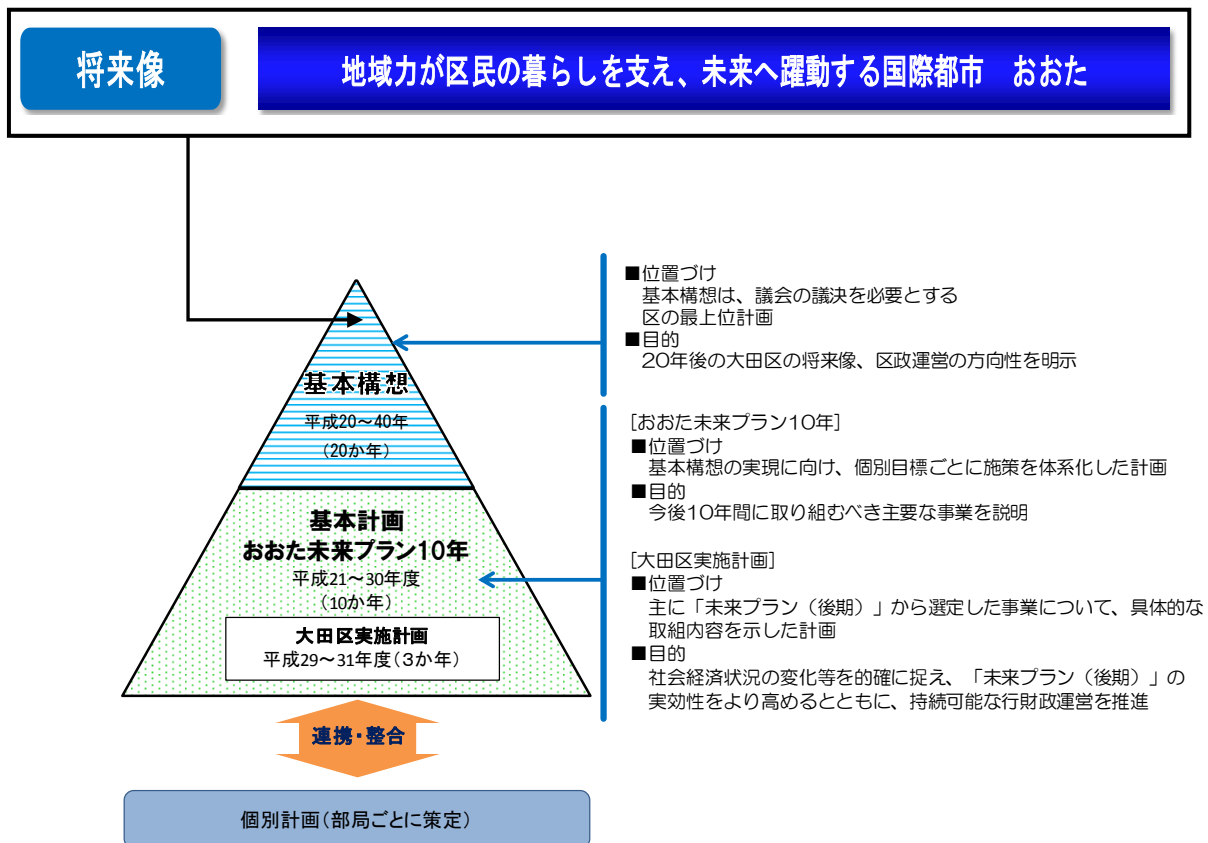 将来像
地域力が区民の暮らしを支え、未来へ躍動する国際都市　おおた
■位置づけ
基本構想は、議会の議決を必要とする
区の最上位計画
■目的
20年後の大田区の将来像、区政運営の方向性を明示
基本構想
平成20～40年
（20か年）
[おおた未来プラン10年]
■位置づけ
基本構想の実現に向け、個別目標ごとに施策を体系化した計画
■目的
今後10年間に取り組むべき主要な事業を説明
基本計画
おおた未来プラン10年
平成21～30年度
（10か年）
大田区実施計画
平成29～31年度（3か年）
[大田区実施計画]
■位置づけ
主に「未来プラン（後期）」から選定した事業について、具体的な
取組内容を示した計画
■目的
社会経済状況の変化等を的確に捉え、「未来プラン（後期）」の
実効性をより高めるとともに、持続可能な行財政運営を推進
連携・整合
個別計画（部局ごとに策定）